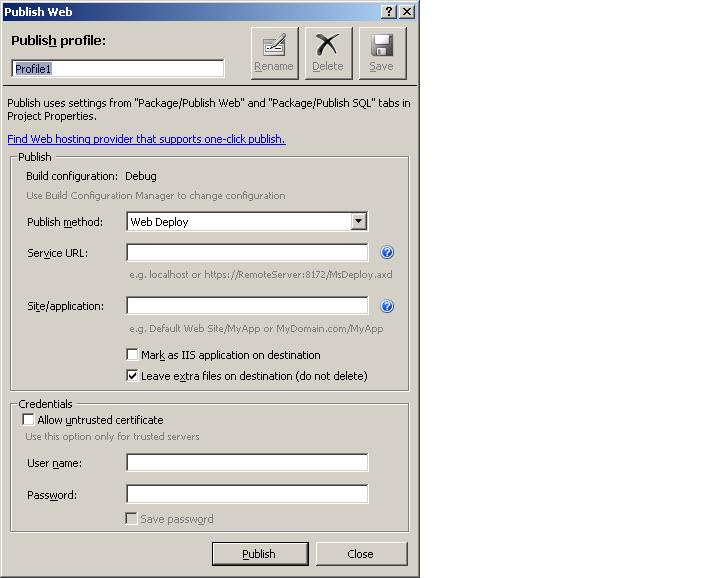 Publish Web
Publish profile:
Profile1
Rename
Delete
Save
Publish uses settings from "Package/Publish Web" and "Package/Publish SQL" tabs in
Project Properties.
Find Web hosting provider that supports one-click publish.
Publish
Build configuration: Debug
Use Build Configuration Manager to change configuration
Publish method: Web Deploy
Service URL:
e.g. localhost or https://RemoteServer:8172/MsDeploy.axd
Site/application:
e.g. Default Web Site/MyApp or MyDomain.com/MyApp
Mark as IIS application on destination
Leave extra files on destination (do not delete)
Credentials
Allow untrusted certificate
Use this option only for trusted servers
User name:
Password:
Save password
Publish Close